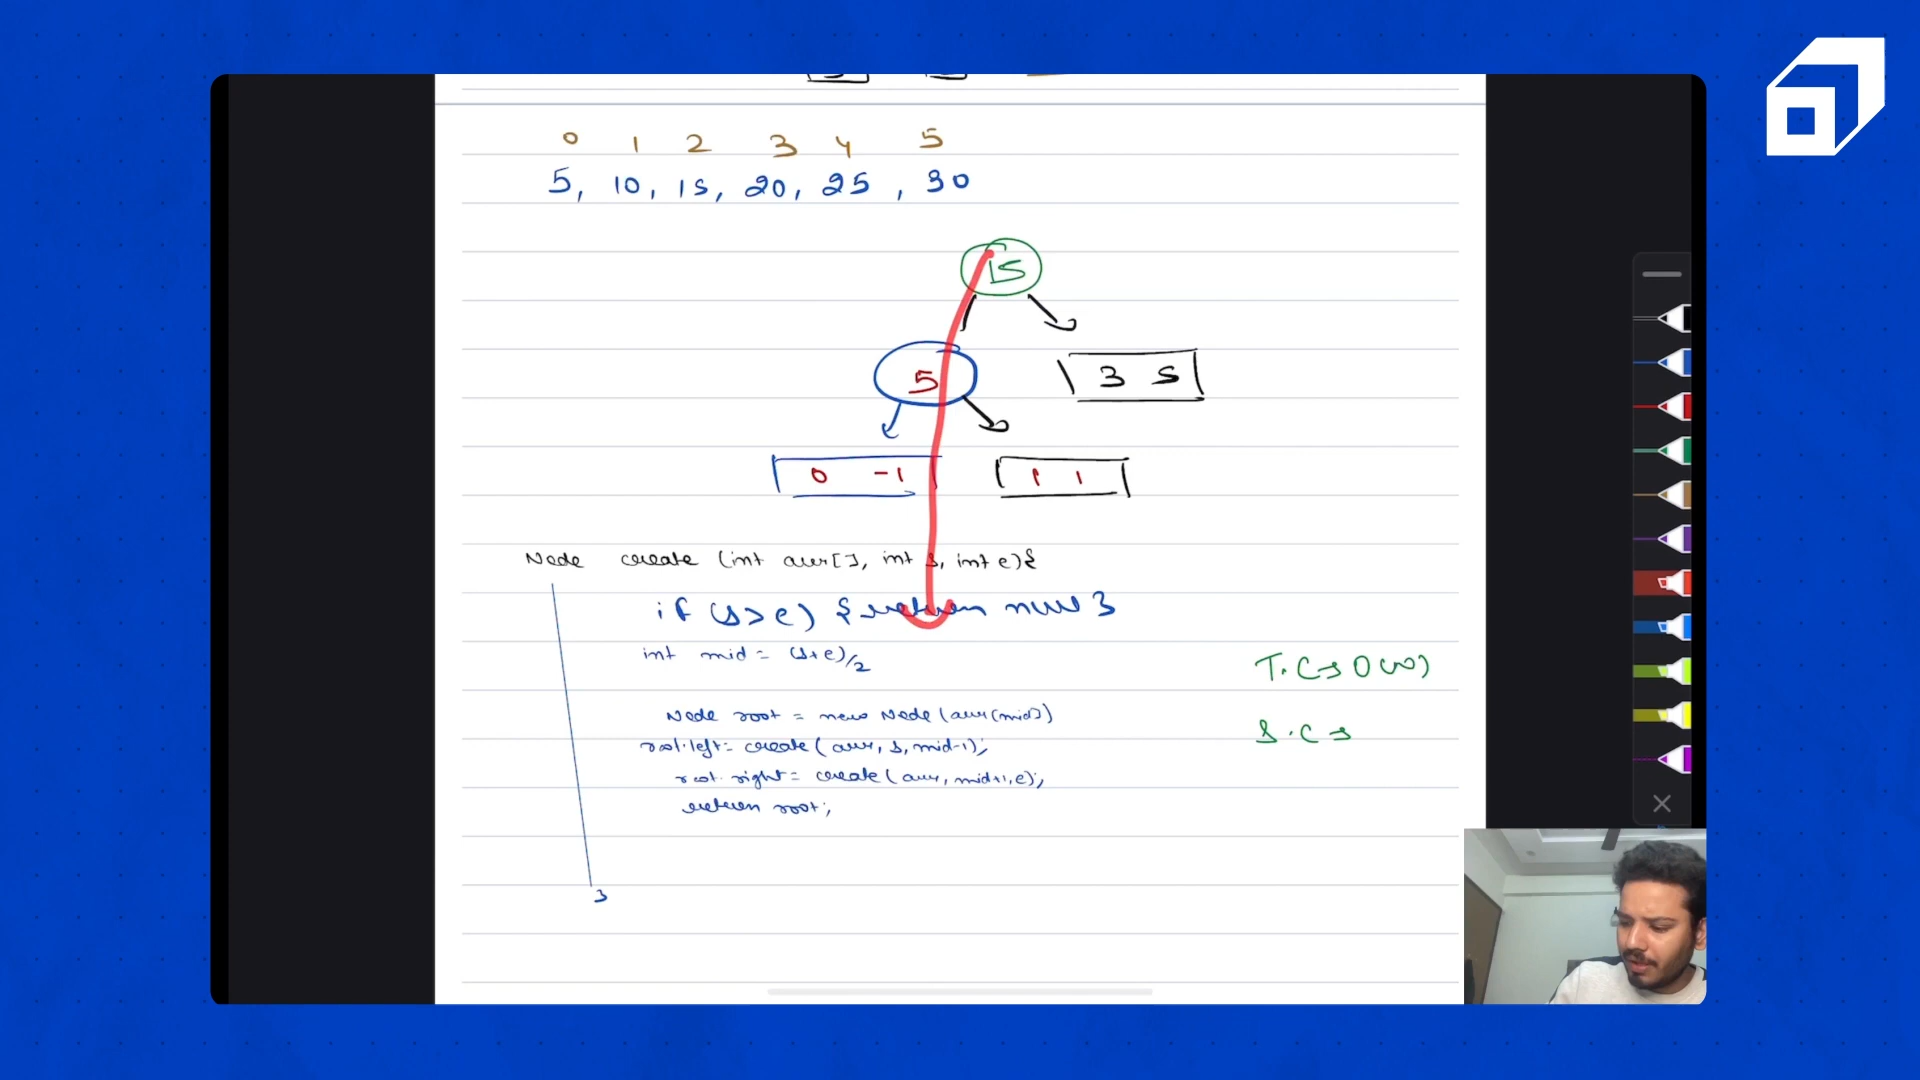 0 1 2 3 4 5
5, 10, 15, 20, 25, 30
15
5
3 5
0 -1
1 1
Node create (int arr[], int s, int e){
if (s>e) {return null}
int mid = (s+e)/2
Node root = new Node(arr[mid])
root.left = create(arr, s, mid-1);
root.right = create(arr, mid+1, e);
return root;
}
T.C → O(N)
S.C →